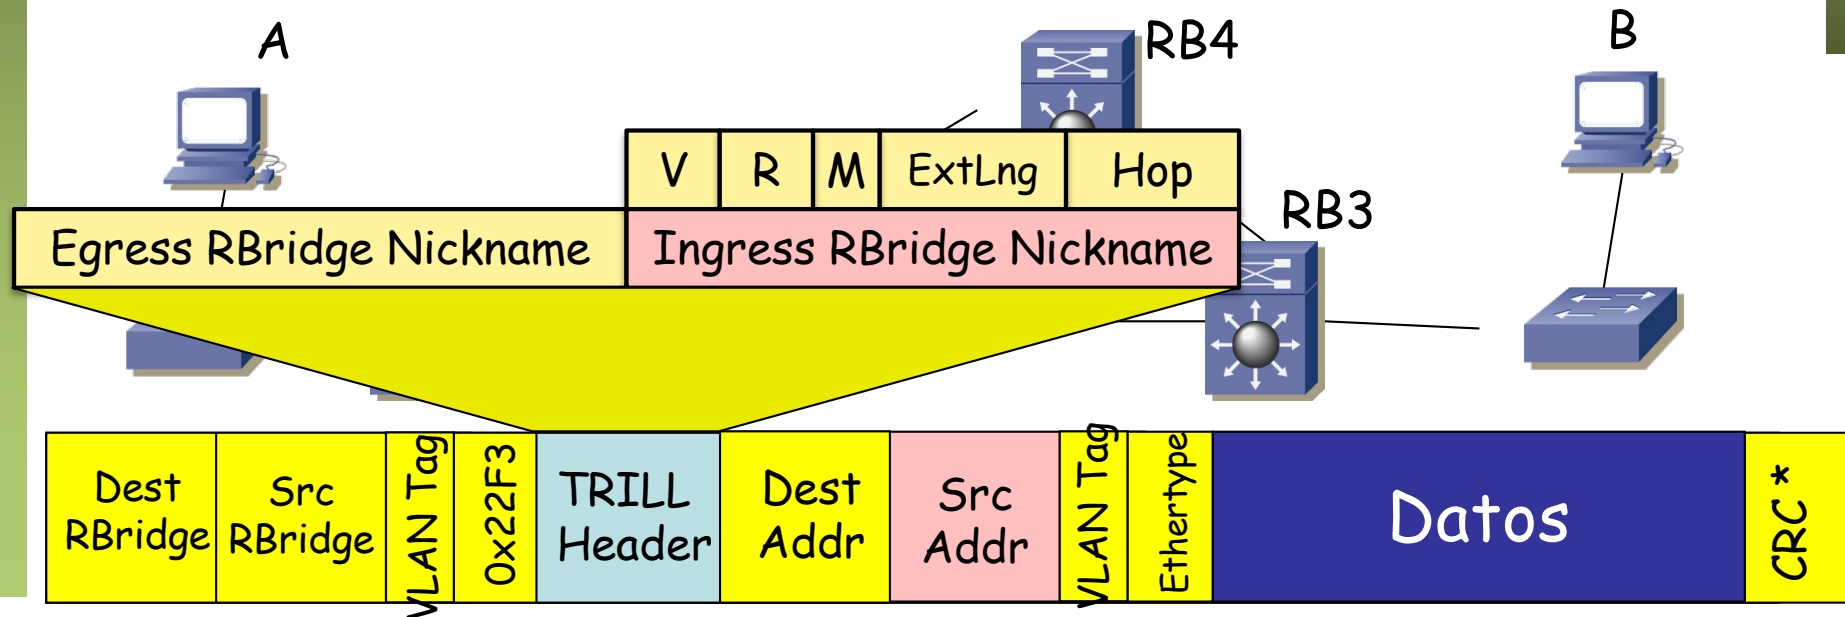 A
RB4
B
V R M ExtLng Hop
RB3
Egress RBridge Nickname Ingress RBridge Nickname
Dest
RBridge
Src
RBridge
VLAN Tag
0x22F3
TRILL
Header
Dest
Addr
Src
Addr
VLAN Tag
Ethertype
Datos
CRC *